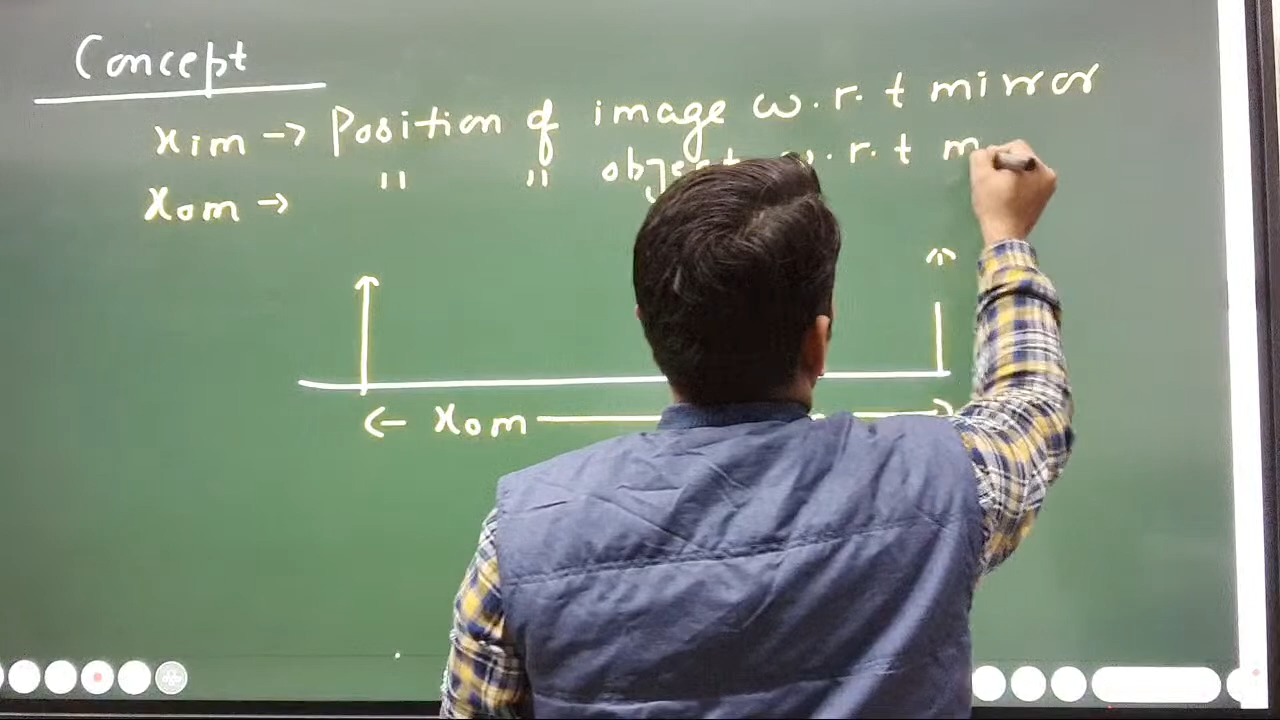 Concept
xim → Position of image w.r.t mirror
xom → " " object w.r.t m
← xom →